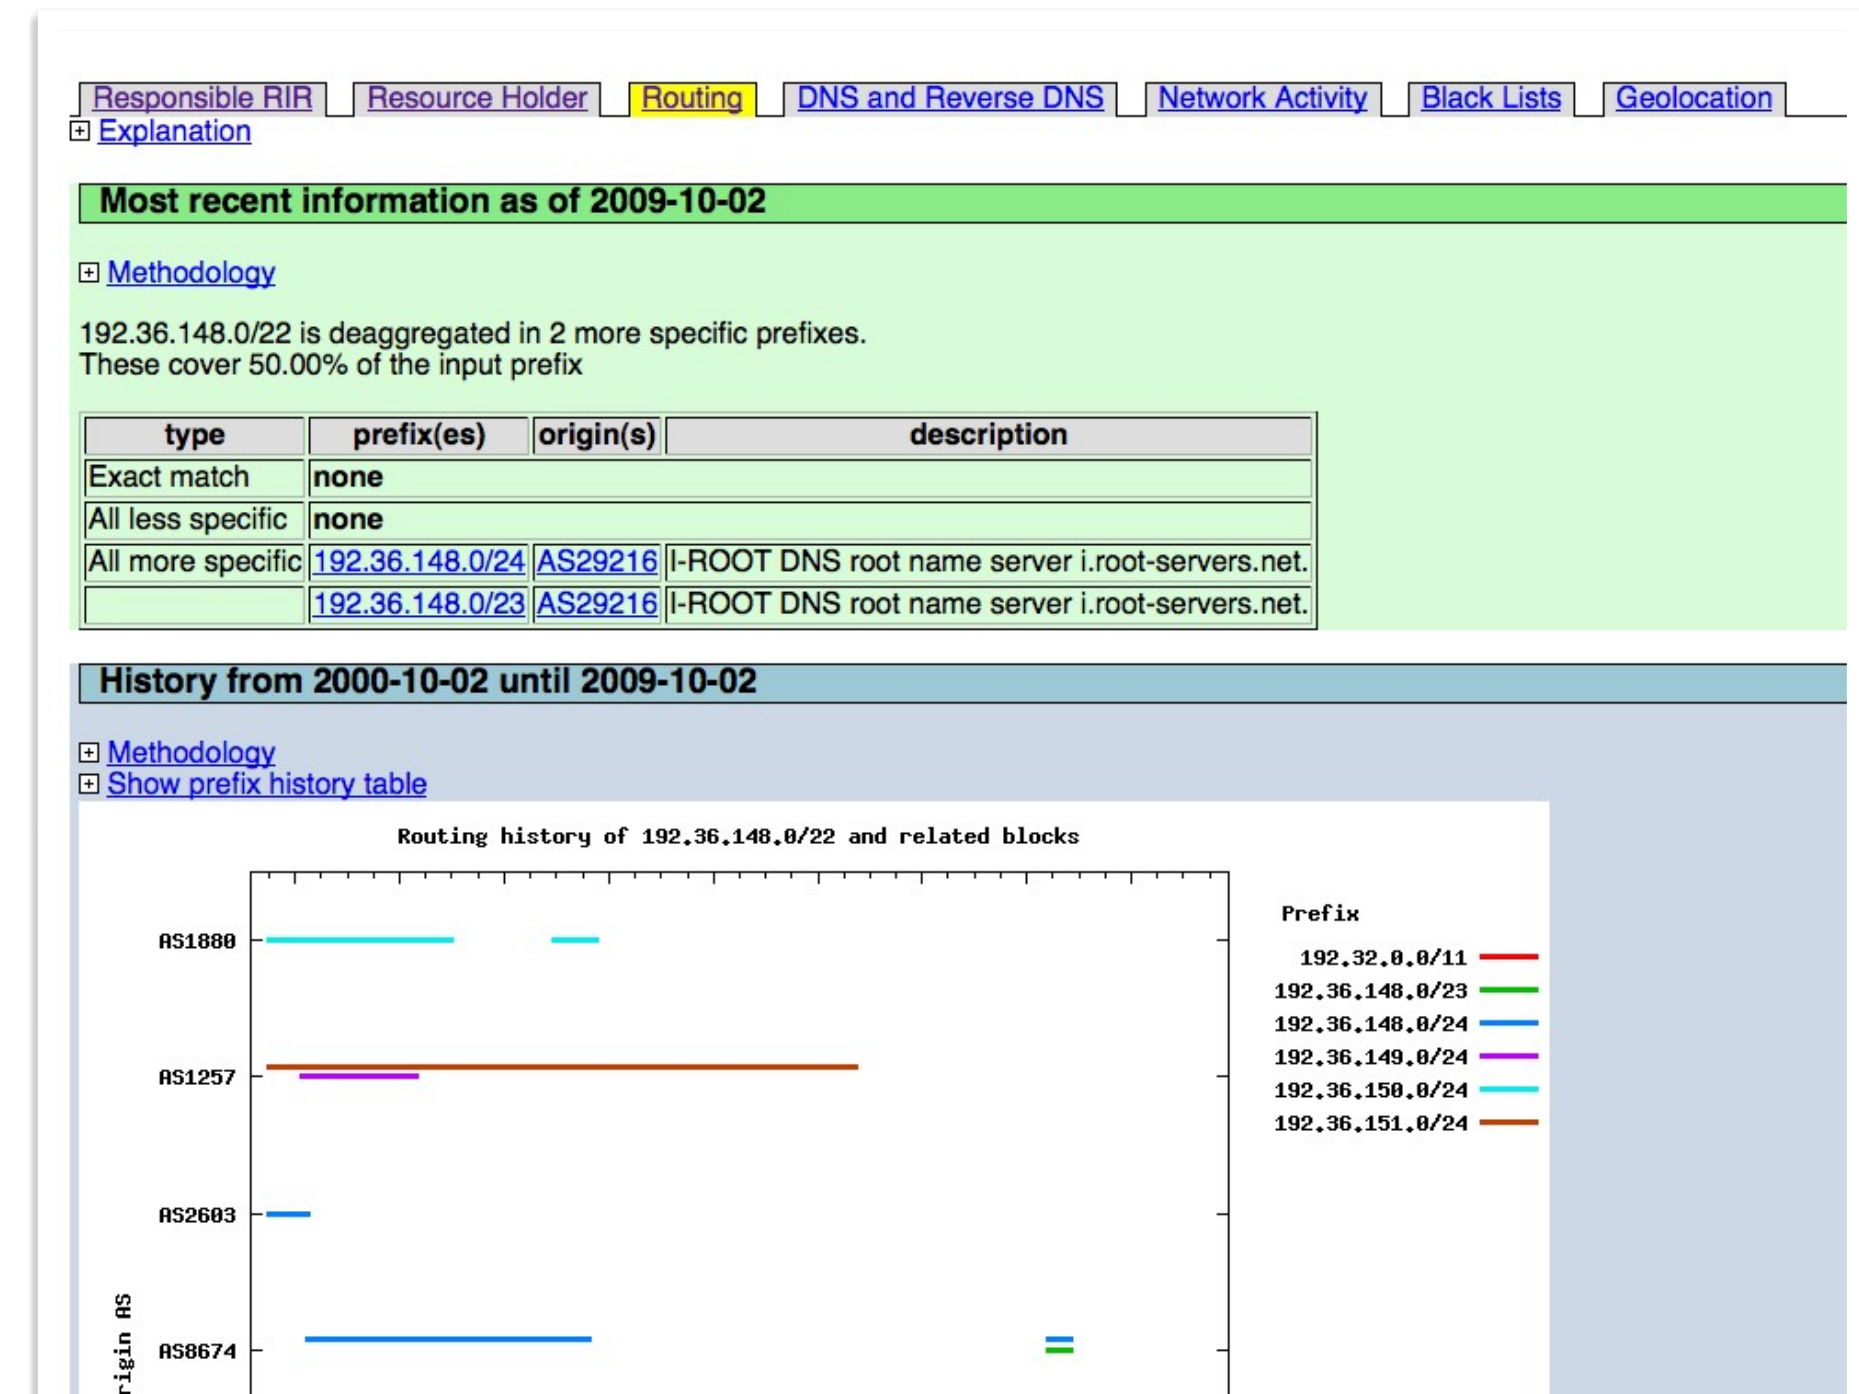 Responsible RIR Resource Holder Routing DNS and Reverse DNS Network Activity Black Lists Geolocation
Explanation
Most recent information as of 2009-10-02
Methodology
192.36.148.0/22 is deaggregated in 2 more specific prefixes.
These cover 50.00% of the input prefix
type prefix(es) origin(s) description
Exact match none
All less specific none
All more specific 192.36.148.0/24 AS29216 I-ROOT DNS root name server i.root-servers.net.
192.36.148.0/23 AS29216 I-ROOT DNS root name server i.root-servers.net.
History from 2000-10-02 until 2009-10-02
Methodology
Show prefix history table
Routing history of 192.36.148.0/22 and related blocks
Prefix
192.32.0.0/11
192.36.148.0/23
192.36.148.0/24
192.36.149.0/24
192.36.150.0/24
192.36.151.0/24
AS1880
AS1257
AS2603
AS8674
rigin AS